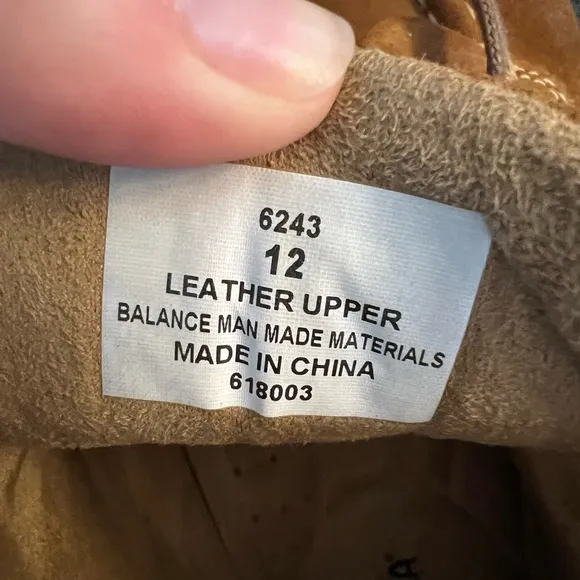 6243
12
LEATHER UPPER
BALANCE MAN MADE MATERIALS
MADE IN CHINA
618003